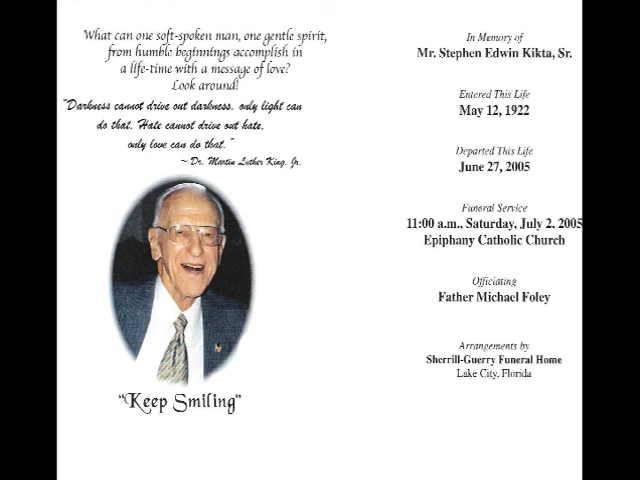 What can one soft-spoken man, one gentle spirit,
from humble beginnings accomplish in
a life-time with a message of love?
Look around!
"Darkness cannot drive out darkness, only light can
do that. Hate cannot drive out hate,
only love can do that."
~ Dr. Martin Luther King, Jr.
"Keep Smiling"
In Memory of
Mr. Stephen Edwin Kikta, Sr.
Entered This Life
May 12, 1922
Departed This Life
June 27, 2005
Funeral Service
11:00 a.m., Saturday, July 2, 2005
Epiphany Catholic Church
Officiating
Father Michael Foley
Arrangements by
Sherrill-Guerry Funeral Home
Lake City, Florida